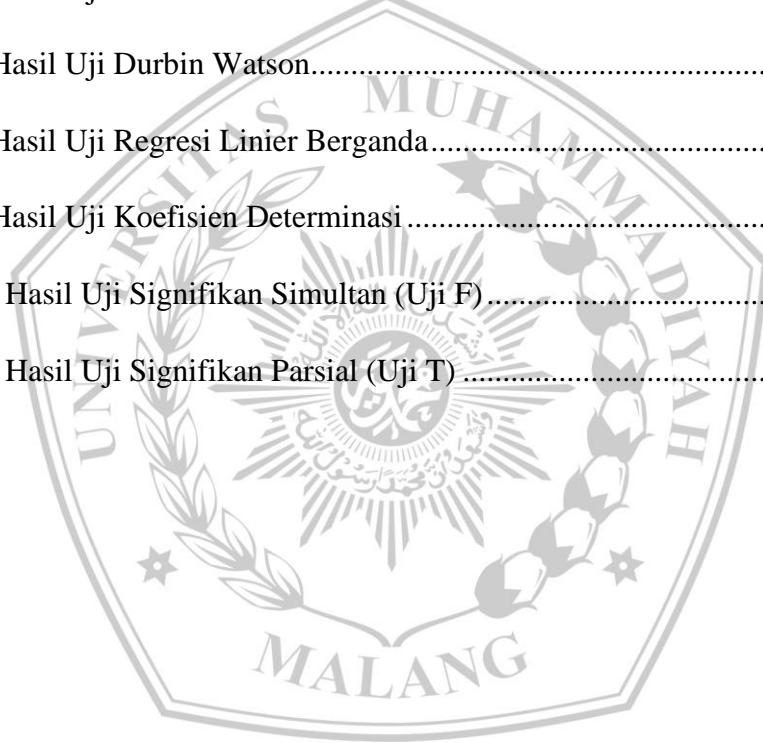 Hasil Uji Durbin Watson.......................................................
Hasil Uji Regresi Linier Berganda.........................................
Hasil Uji Koefisien Determinasi............................................
Hasil Uji Signifikan Simultan (Uji F)..................................
Hasil Uji Signifikan Parsial (Uji T).....................................
UNIVERSITAS MUHAMMADIYAH
MALANG